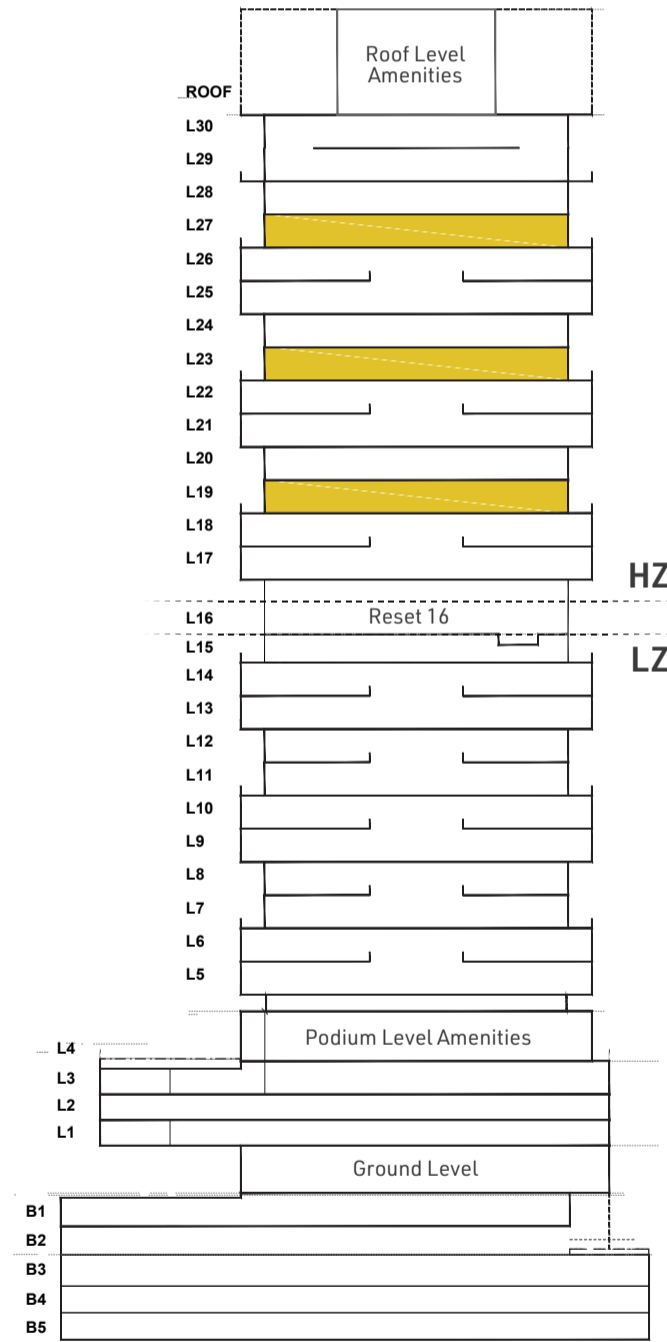 Roof Level
Amenities
ROOF
L30
L29
L28
L27
L26
L25
L24
L23
L22
L21
L20
L19
L18
L17
HZ
L16
Reset 16
L15
LZ
L14
L13
L12
L11
L10
L9
L8
L7
L6
L5
Podium Level Amenities
L4
L3
L2
L1
Ground Level
B1
B2
B3
B4
B5